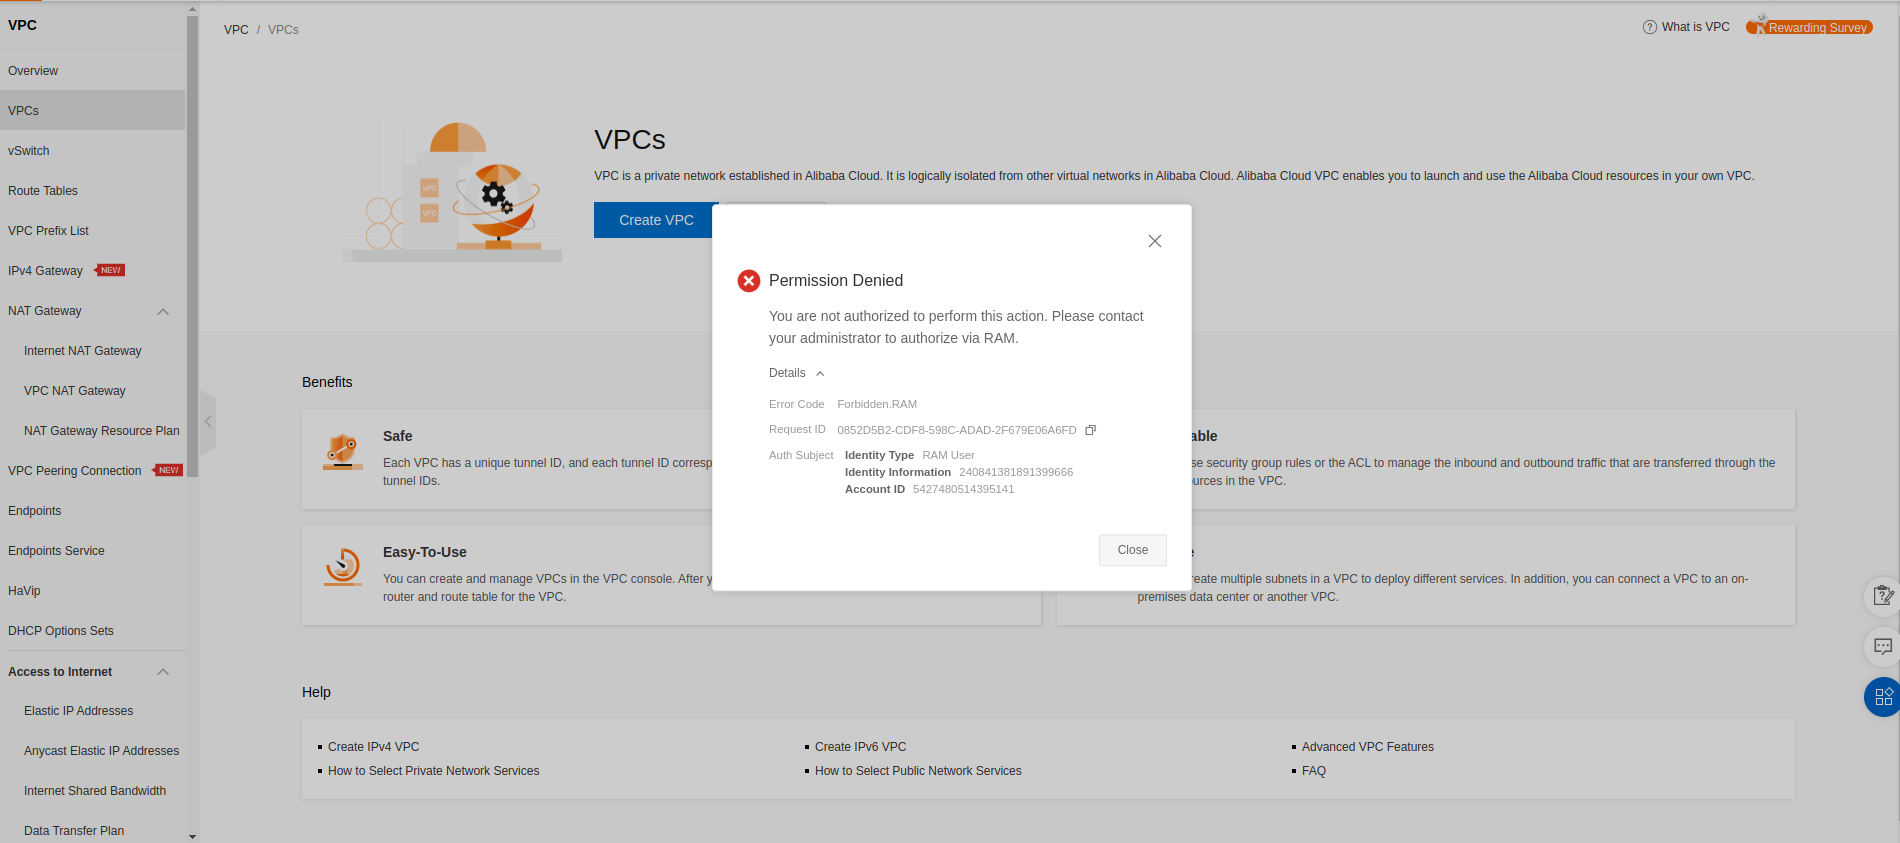 VPC
Overview
VPCs
vSwitch
Route Tables
VPC Prefix List
IPv4 Gateway NEW
NAT Gateway
Internet NAT Gateway
VPC NAT Gateway
NAT Gateway Resource Plan
VPC Peering Connection NEW
Endpoints
Endpoints Service
HaVip
DHCP Options Sets
Access to Internet
Elastic IP Addresses
Anycast Elastic IP Addresses
Internet Shared Bandwidth
Data Transfer Plan
VPC / VPCs
What is VPC
Rewarding Survey
VPC
VPC
VPCs
VPC is a private network established in Alibaba Cloud. It is logically isolated from other virtual networks in Alibaba Cloud. Alibaba Cloud VPC enables you to launch and use the Alibaba Cloud resources in your own VPC.
Create VPC
Permission Denied
You are not authorized to perform this action. Please contact
your administrator to authorize via RAM.
Details
Error Code Forbidden.RAM
Request ID 0852D5B2-CDF8-598C-ADAD-2F679E06A6FD
Auth Subject Identity Type RAM User
Identity Information 240841381891399666
Account ID 5427480514395141
Close
Benefits
Safe
Each VPC has a unique tunnel ID, and each tunnel ID corresp
tunnel IDs.
able
se security group rules or the ACL to manage the inbound and outbound traffic that are transferred through the
urces in the VPC.
Easy-To-Use
You can create and manage VPCs in the VPC console. After
router and route table for the VPC.
reate multiple subnets in a VPC to deploy different services. In addition, you can connect a VPC to an on-
premises data center or another VPC.
Help
Create IPv4 VPC
Create IPv6 VPC
Advanced VPC Features
How to Select Private Network Services
How to Select Public Network Services
FAQ